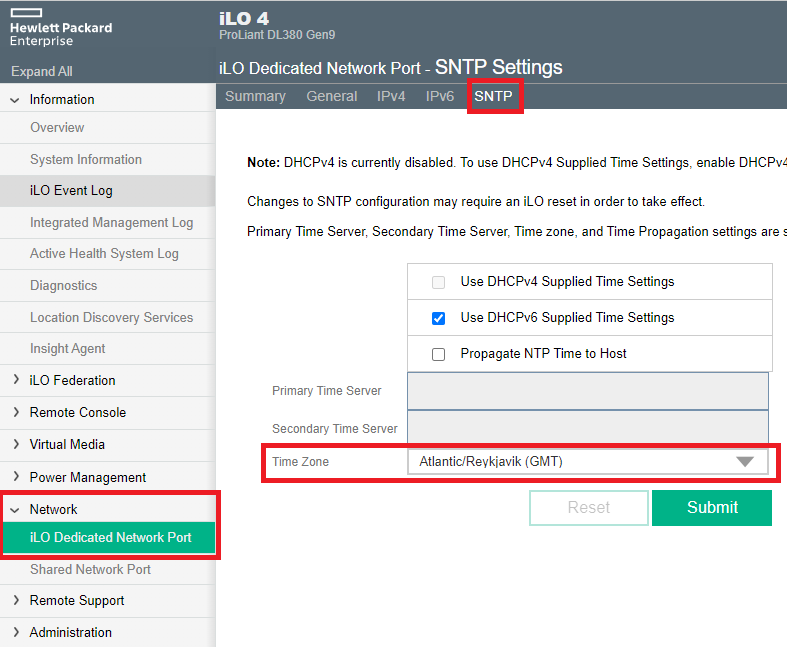 Hewlett Packard
Enterprise
iLO 4
ProLiant DL380 Gen9
Expand All
iLO Dedicated Network Port - SNTP Settings
Summary General IPv4 IPv6 SNTP
Information
Overview
System Information
iLO Event Log
Integrated Management Log
Active Health System Log
Diagnostics
Location Discovery Services
Insight Agent
iLO Federation
Remote Console
Virtual Media
Power Management
Network
iLO Dedicated Network Port
Shared Network Port
Remote Support
Administration
Note: DHCPv4 is currently disabled. To use DHCPv4 Supplied Time Settings, enable DHCPv4
Changes to SNTP configuration may require an iLO reset in order to take effect.
Primary Time Server, Secondary Time Server, Time zone, and Time Propagation settings are s
Use DHCPv4 Supplied Time Settings
Use DHCPv6 Supplied Time Settings
Propagate NTP Time to Host
Primary Time Server
Secondary Time Server
Time Zone Atlantic/Reykjavik (GMT)
Reset Submit